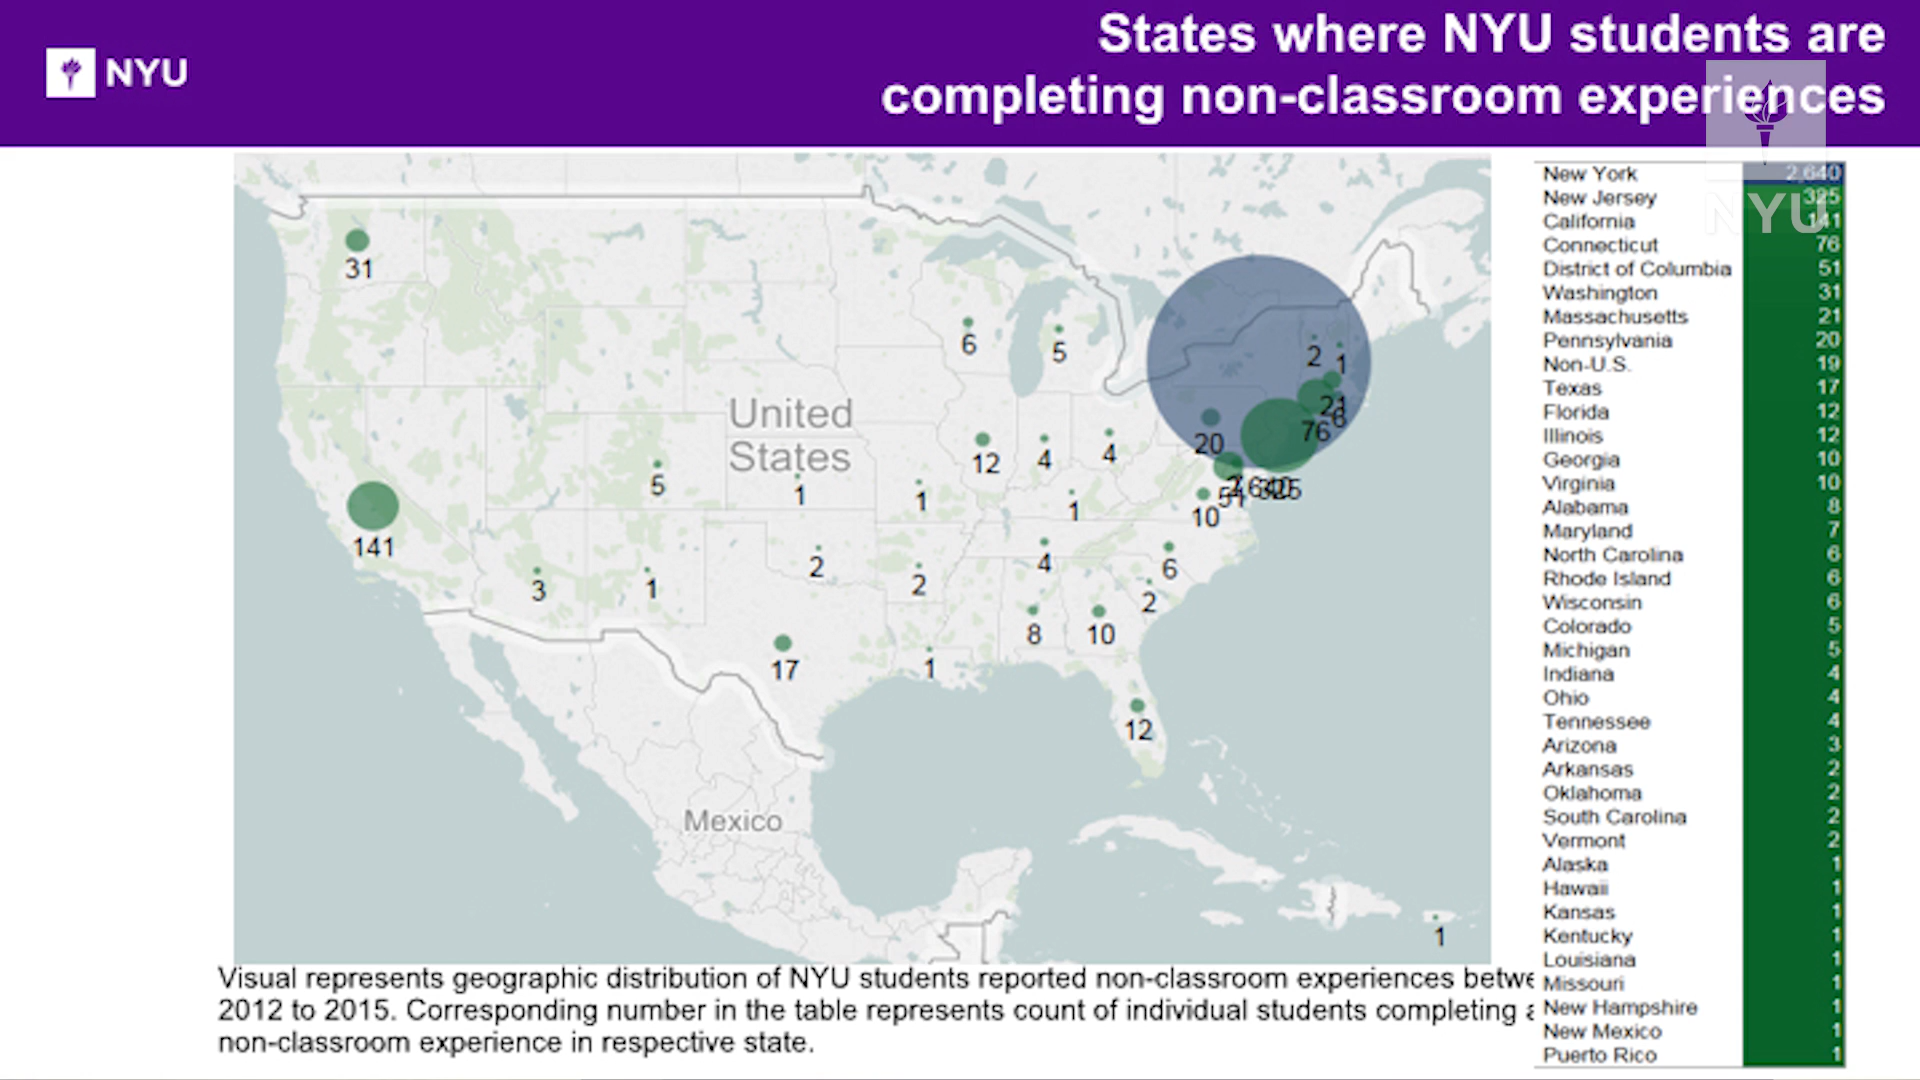 States where NYU students are
NYU
completing non-classroom experiences
NYU
New York 2,640
New Jersey 325
California 141
Connecticut 76
District of Columbia 51
Washington 31
Massachusetts 21
Pennsylvania 20
Non-U.S. 19
Texas 17
Florida 12
Illinois 12
Georgia 10
Virginia 10
Alabama 8
Maryland 7
North Carolina 6
Rhode Island 6
Wisconsin 6
Colorado 5
Michigan 5
Indiana 4
Ohio 4
Tennessee 4
Arizona 3
Arkansas 2
Oklahoma 2
South Carolina 2
Vermont 2
Alaska 1
Hawaii 1
Kansas 1
Kentucky 1
Louisiana 1
Missouri 1
New Hampshire 1
New Mexico 1
Puerto Rico 1
31
6
5
2
1
21
6
76
20
United
States
12
4
4
5
1
1
1
51
2,640
325
10
141
3
1
2
2
4
6
2
8
10
17
1
12
Mexico
1
Visual represents geographic distribution of NYU students reported non-classroom experiences betwe
2012 to 2015. Corresponding number in the table represents count of individual students completing a
non-classroom experience in respective state.